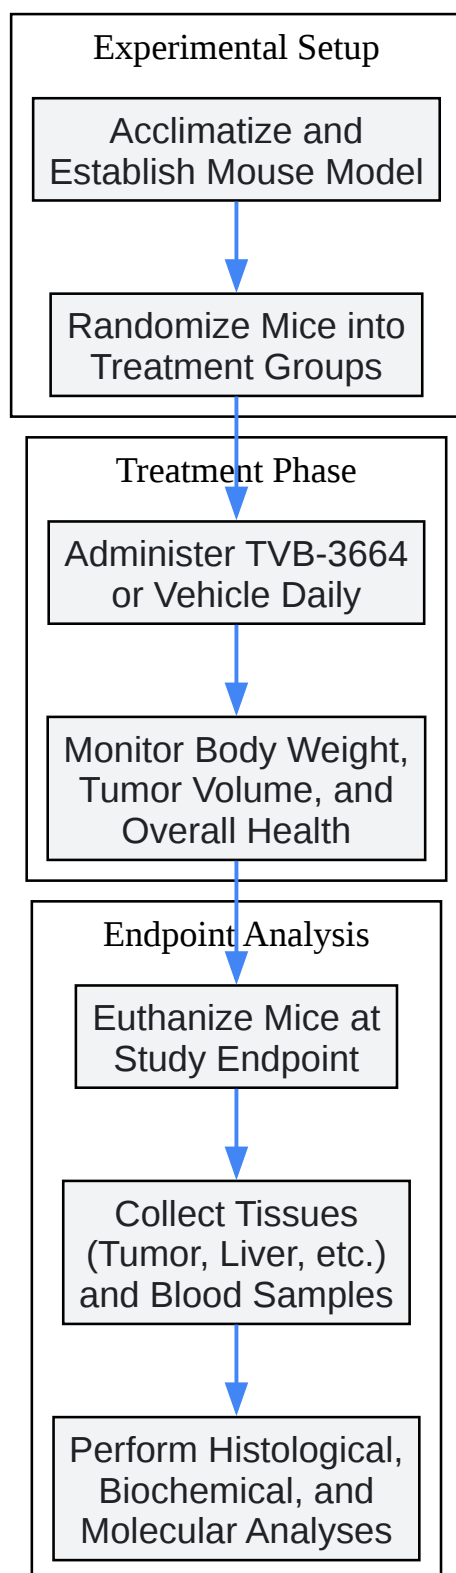 Experimental Setup
Acclimatize and
Establish Mouse Model
Randomize Mice into
Treatment Groups
Treatment Phase
Administer TVB-3664
or Vehicle Daily
Monitor Body Weight,
Tumor Volume, and
Overall Health
Endpoint Analysis
Euthanize Mice at
Study Endpoint
Collect Tissues
(Tumor, Liver, etc.)
and Blood Samples
Perform Histological,
Biochemical, and
Molecular Analyses